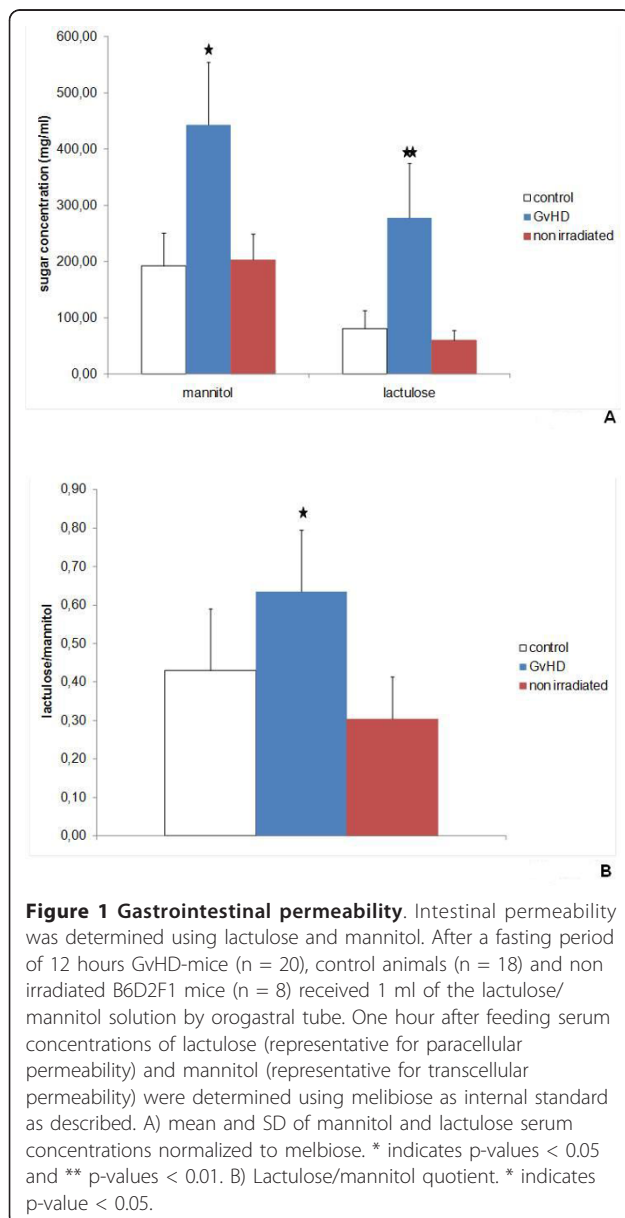 600,00
500,00
400,00
300,00
200,00
100,00
0,00
sugar concentration (mg/ml)
★
★★
mannitol
lactulose
control
GvHD
non irradiated
A
0,90
0,80
0,70
0,60
0,50
0,40
0,30
0,20
0,10
0,00
lactulose/mannitol
★
control
GvHD
non irradiated
B
Figure 1 Gastrointestinal permeability. Intestinal permeability
was determined using lactulose and mannitol. After a fasting period
of 12 hours GvHD-mice (n = 20), control animals (n = 18) and non
irradiated B6D2F1 mice (n = 8) received 1 ml of the lactulose/
mannitol solution by orogastral tube. One hour after feeding serum
concentrations of lactulose (representative for paracellular
permeability) and mannitol (representative for transcellular
permeability) were determined using melibiose as internal standard
as described. A) mean and SD of mannitol and lactulose serum
concentrations normalized to melbiose. * indicates p-values < 0.05
and ** p-values < 0.01. B) Lactulose/mannitol quotient. * indicates
p-value < 0.05.